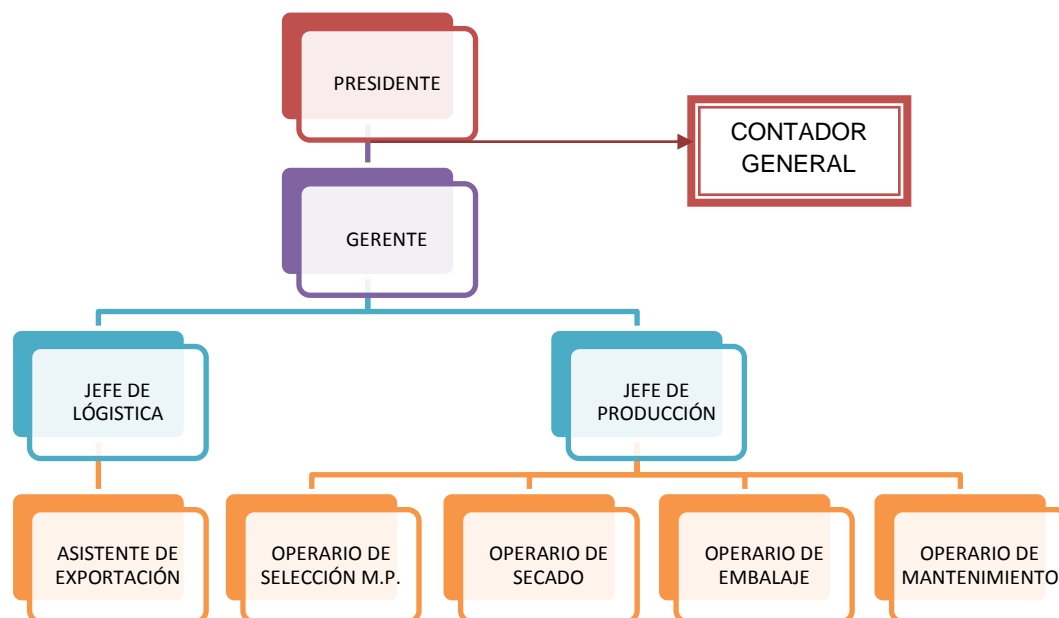 PRESIDENTE
CONTADOR
GENERAL
GERENTE
JEFE DE
LÓGISTICA
JEFE DE
PRODUCCIÓN
ASISTENTE DE
EXPORTACIÓN
OPERARIO DE
SELECCIÓN M.P.
OPERARIO DE
SECADO
OPERARIO DE
EMBALAJE
OPERARIO DE
MANTENIMIENTO